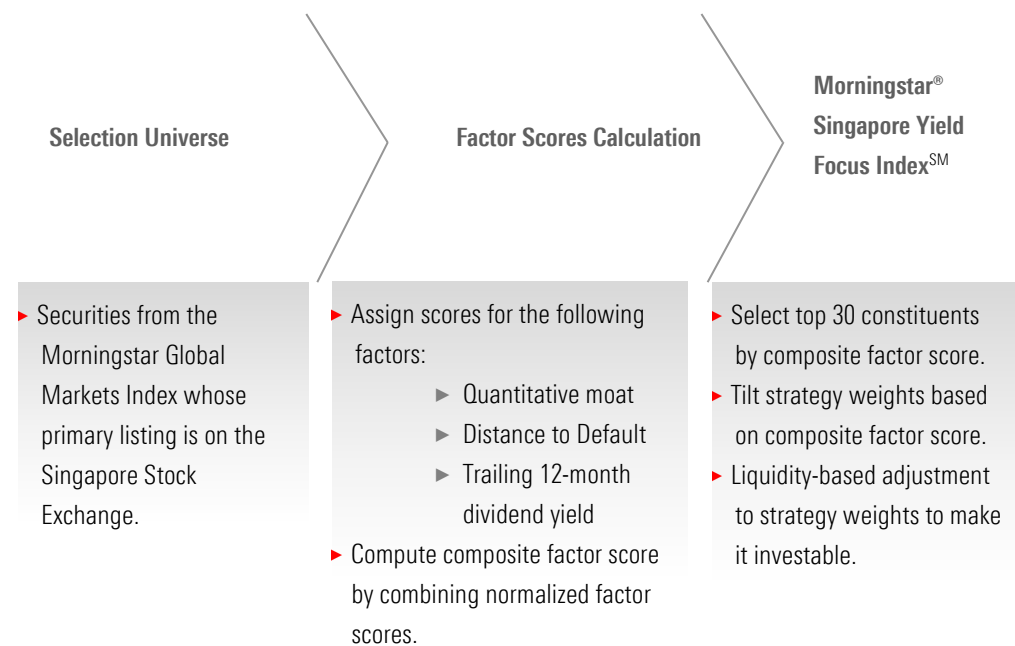 Selection Universe
Factor Scores Calculation
Morningstar®
Singapore Yield
Focus Index℠
► Securities from the
Morningstar Global
Markets Index whose
primary listing is on the
Singapore Stock
Exchange.
► Assign scores for the following
factors:
► Quantitative moat
► Distance to Default
► Trailing 12-month
dividend yield
► Compute composite factor score
by combining normalized factor
scores.
► Select top 30 constituents
by composite factor score.
► Tilt strategy weights based
on composite factor score.
► Liquidity-based adjustment
to strategy weights to make
it investable.